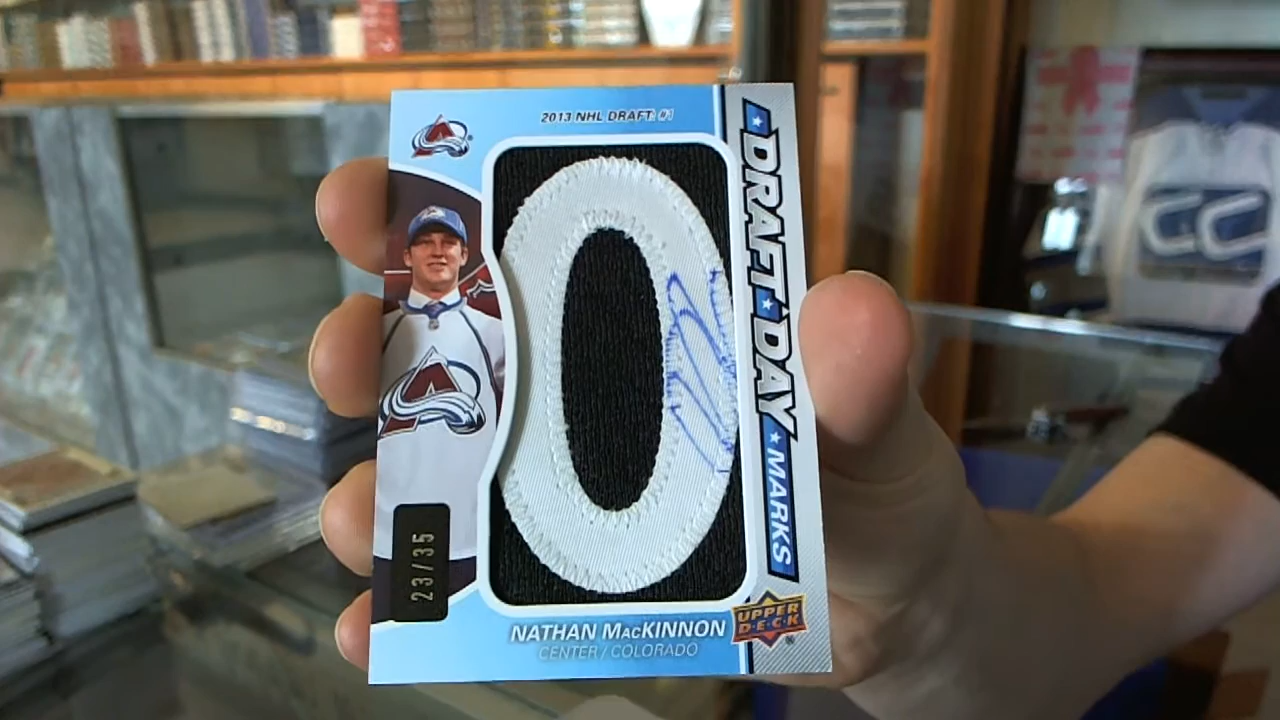 2013 NHL DRAFT: #1
DRAFT DAY MARKS
O
23/35
NATHAN MACKINNON
CENTER / COLORADO
UPPER
DECK